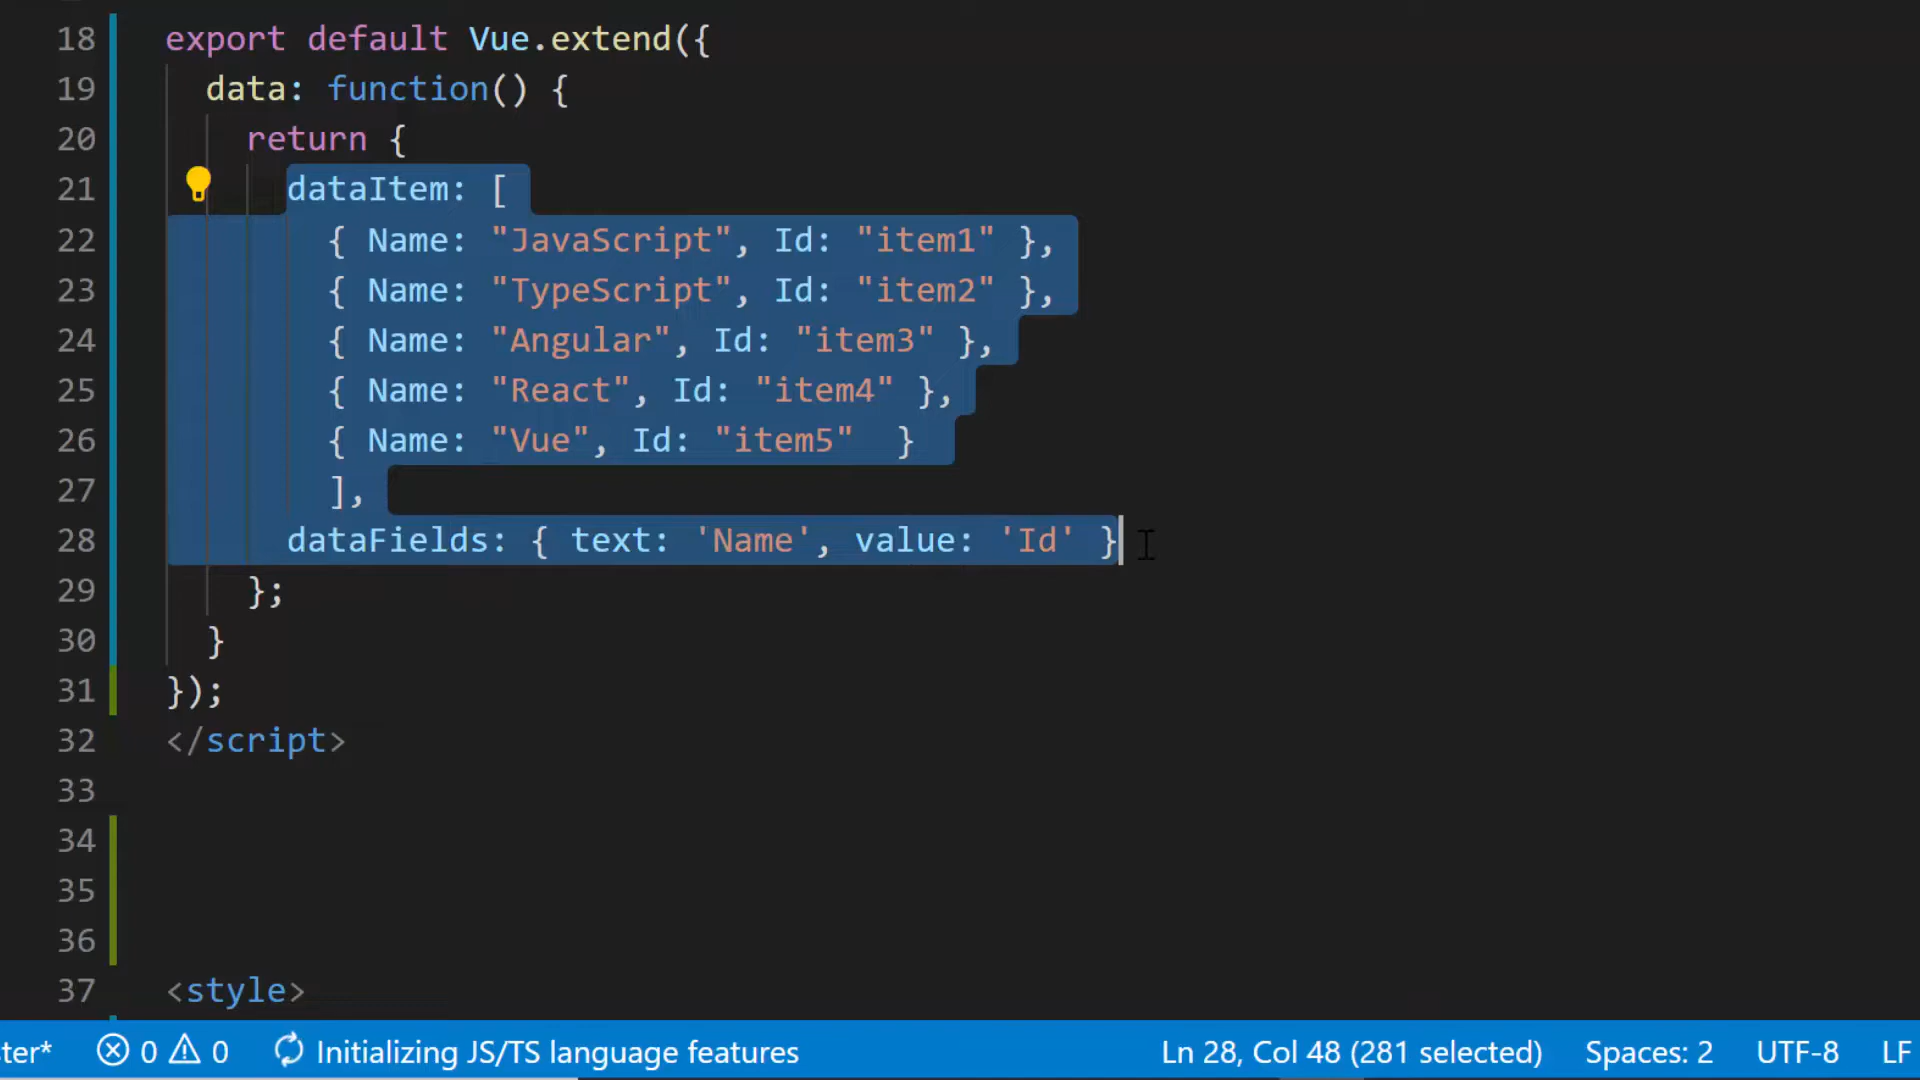 18 export default Vue.extend({
19 data: function() {
20 return {
21 dataItem: [
22 { Name: "JavaScript", Id: "item1" },
23 { Name: "TypeScript", Id: "item2" },
24 { Name: "Angular", Id: "item3" },
25 { Name: "React", Id: "item4" },
26 { Name: "Vue", Id: "item5"  }
27 ],
28 dataFields: { text: 'Name', value: 'Id' }
29 };
30 }
31 });
32 </script>
33
34
35
36
37 <style>
ter* 0 0 Initializing JS/TS language features Ln 28, Col 48 (281 selected) Spaces: 2 UTF-8 LF